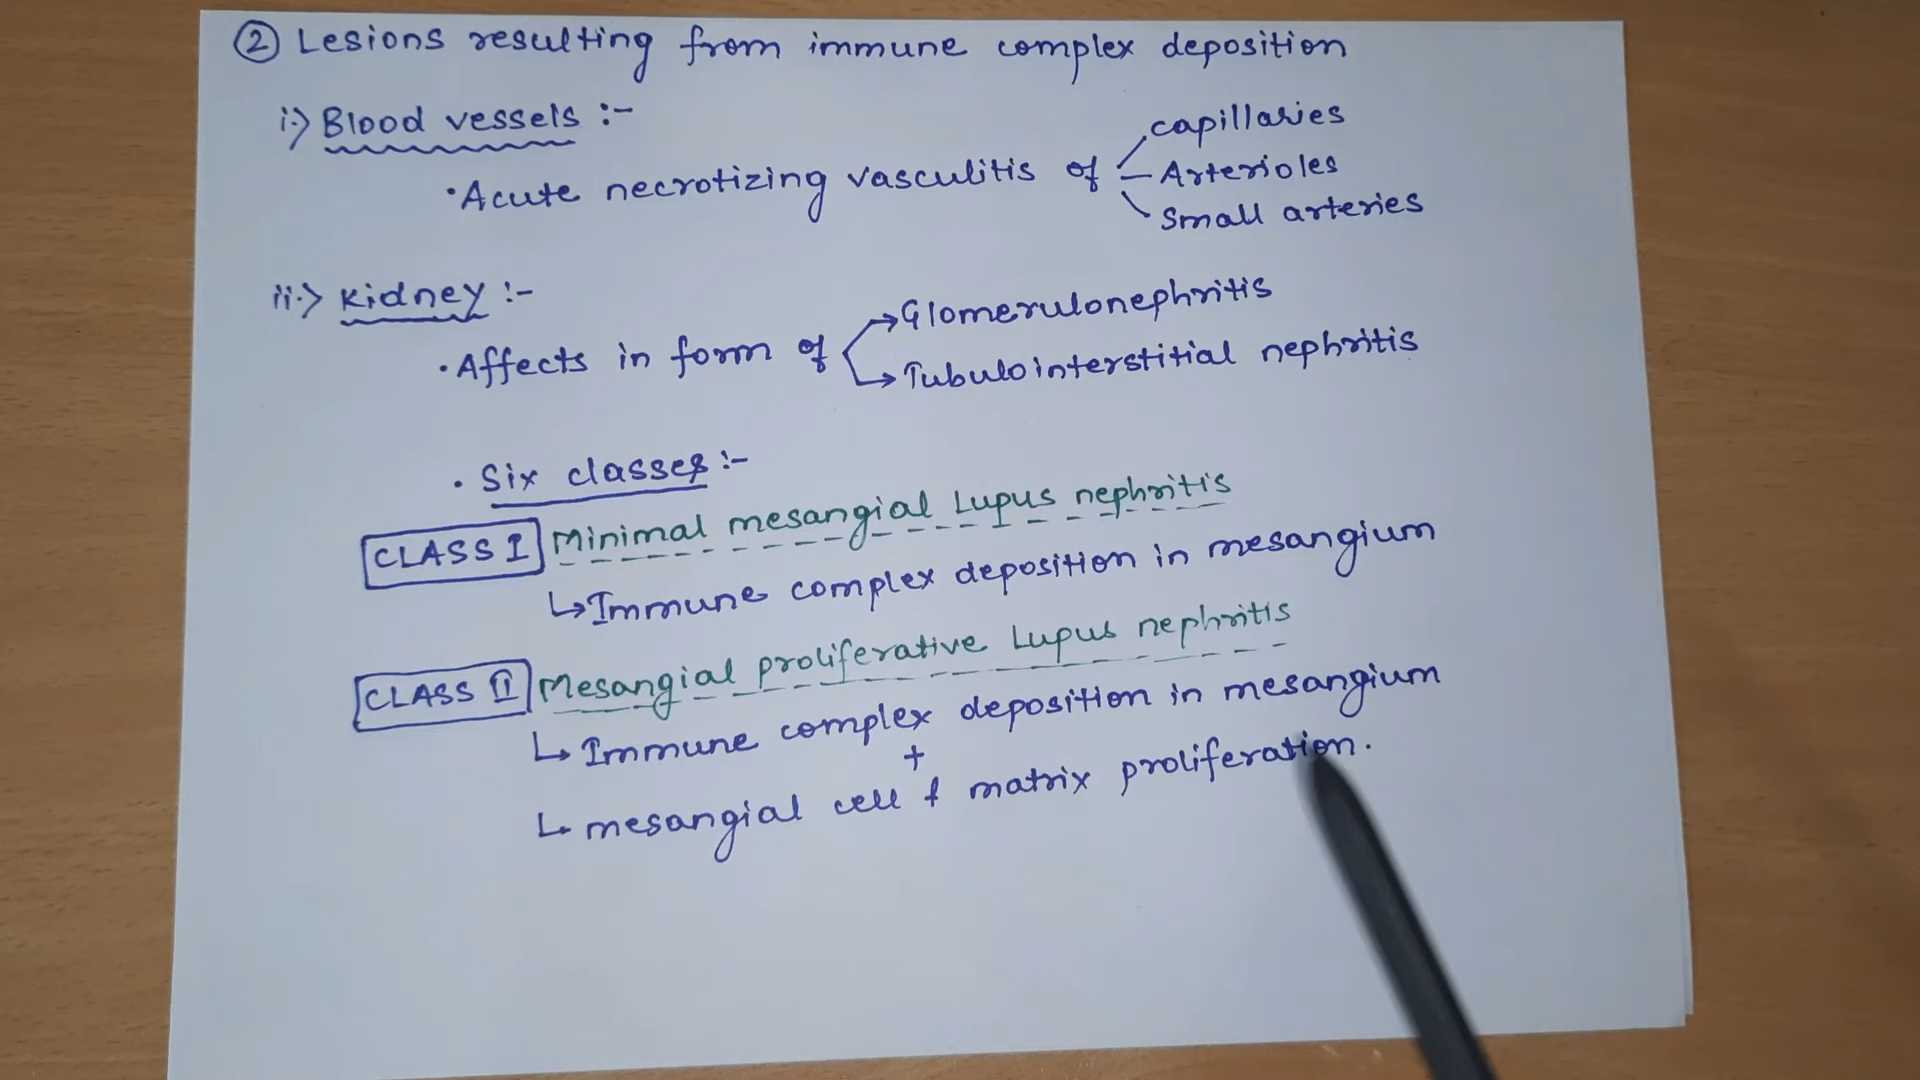 ② Lesions resulting from immune complex deposition
i·> Blood vessels :-
• Acute necrotizing vasculitis of
capillaries
Arterioles
Small arteries
ii·> Kidney :-
• Affects in form of
→ Glomerulonephritis
→ Tubulointerstitial nephritis
• Six classes :-
CLASS I Minimal mesangial Lupus nephritis
↳ Immune complex deposition in mesangium
CLASS II Mesangial proliferative Lupus nephritis
↳ Immune complex deposition in mesangium
+
↳ mesangial cell & matrix proliferation.